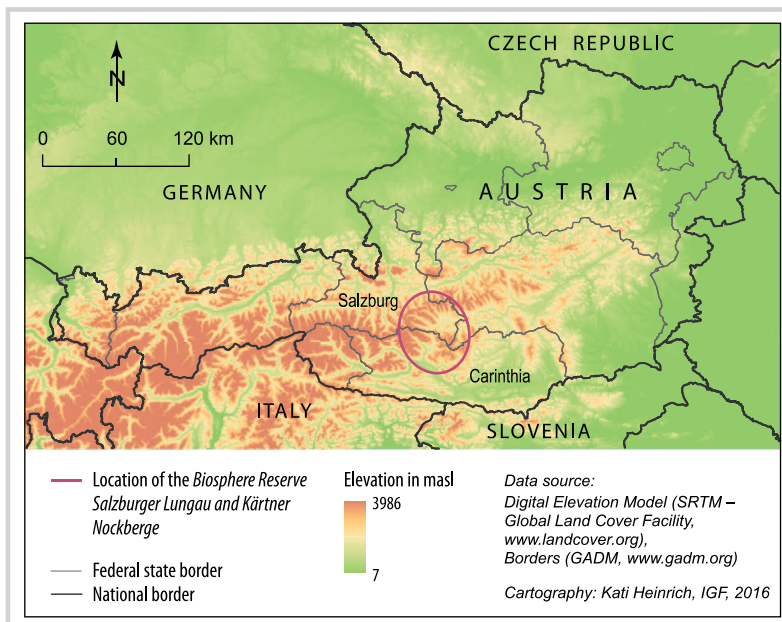 CZECH REPUBLIC
N
0 60 120 km
GERMANY
AUSTRIA
Salzburg
Carinthia
ITALY
SLOVENIA
Location of the Biosphere Reserve
Salzburger Lungau and Kärtner
Nockberge
Federal state border
National border
Elevation in masl
3986
7
Data source:
Digital Elevation Model (SRTM –
Global Land Cover Facility,
www.landcover.org),
Borders (GADM, www.gadm.org)
Cartography: Kati Heinrich, IGF, 2016